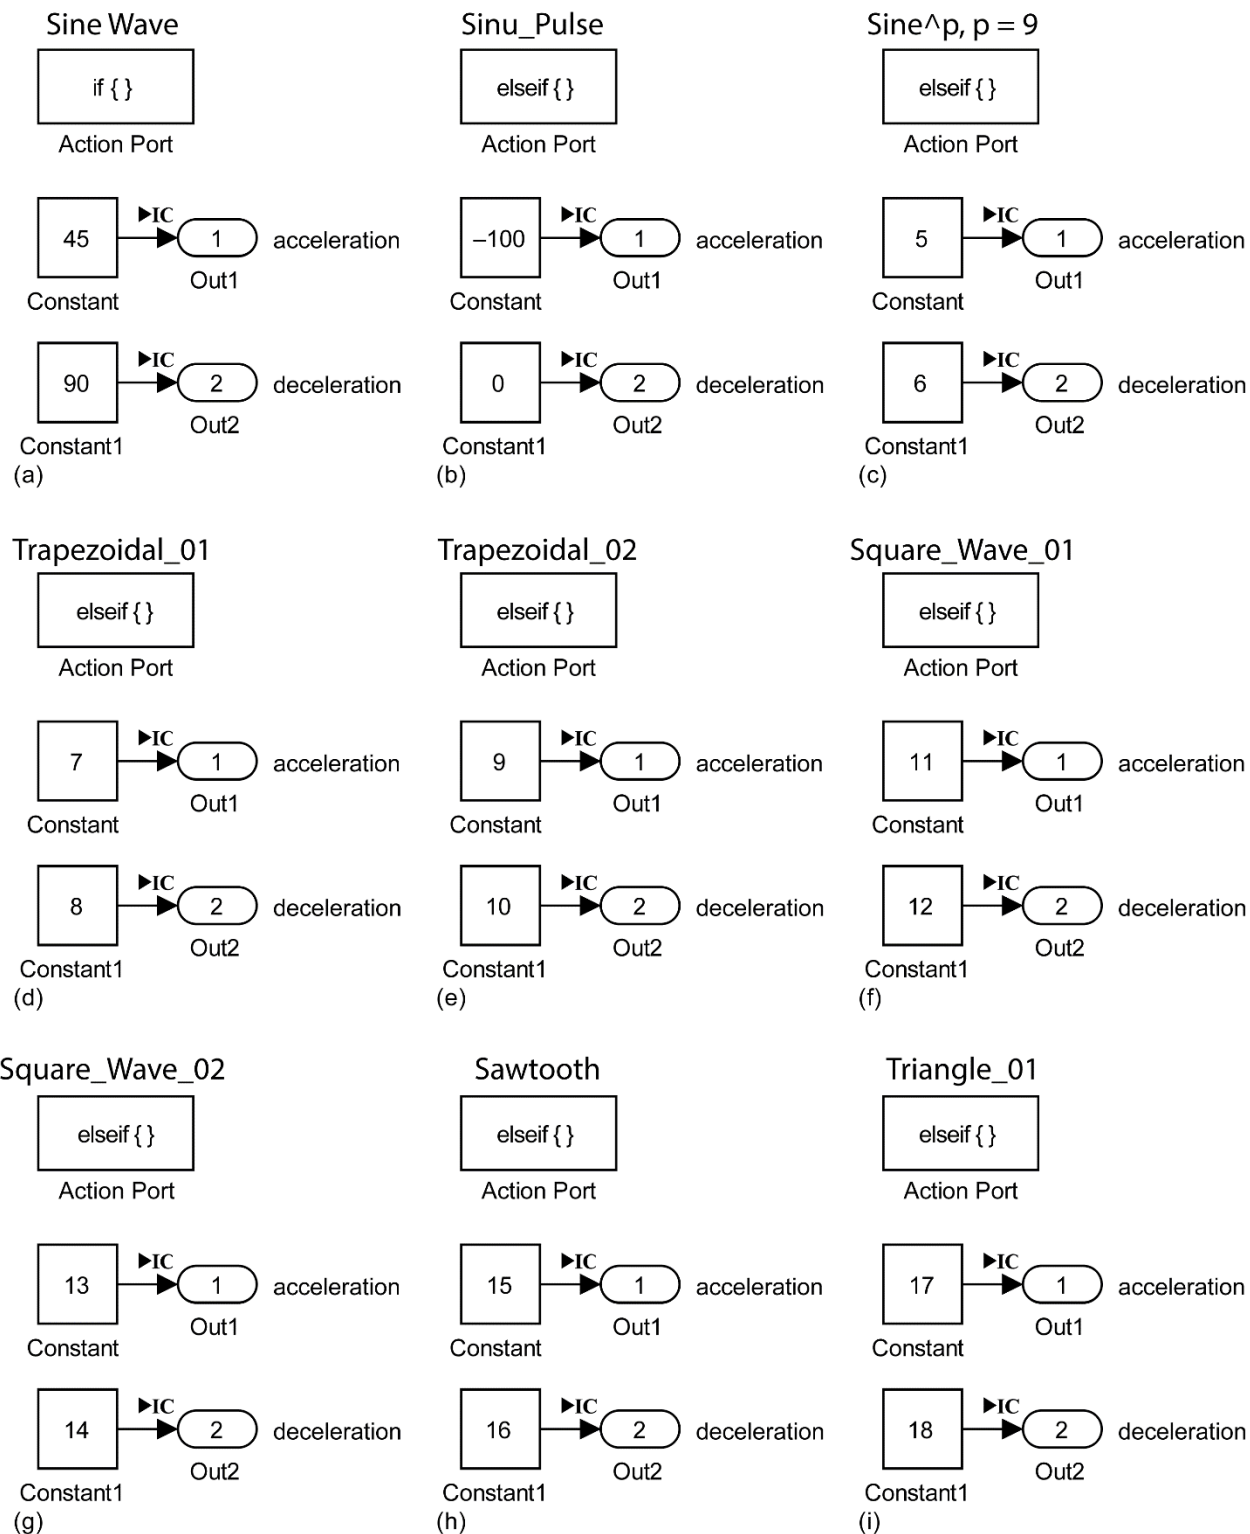 Sine Wave
if { }
Action Port
45
IC
1
acceleration
Out1
Constant
90
IC
2
deceleration
Out2
Constant1
(a)
Sinu_Pulse
elseif { }
Action Port
–100
IC
1
acceleration
Out1
Constant
0
IC
2
deceleration
Out2
Constant1
(b)
Sine^p, p = 9
elseif { }
Action Port
5
IC
1
acceleration
Out1
Constant
6
IC
2
deceleration
Out2
Constant1
(c)
Trapezoidal_01
elseif { }
Action Port
7
IC
1
acceleration
Out1
Constant
8
IC
2
deceleration
Out2
Constant1
(d)
Trapezoidal_02
elseif { }
Action Port
9
IC
1
acceleration
Out1
Constant
10
IC
2
deceleration
Out2
Constant1
(e)
Square_Wave_01
elseif { }
Action Port
11
IC
1
acceleration
Out1
Constant
12
IC
2
deceleration
Out2
Constant1
(f)
Square_Wave_02
elseif { }
Action Port
13
IC
1
acceleration
Out1
Constant
14
IC
2
deceleration
Out2
Constant1
(g)
Sawtooth
elseif { }
Action Port
15
IC
1
acceleration
Out1
Constant
16
IC
2
deceleration
Out2
Constant1
(h)
Triangle_01
elseif { }
Action Port
17
IC
1
acceleration
Out1
Constant
18
IC
2
deceleration
Out2
Constant1
(i)